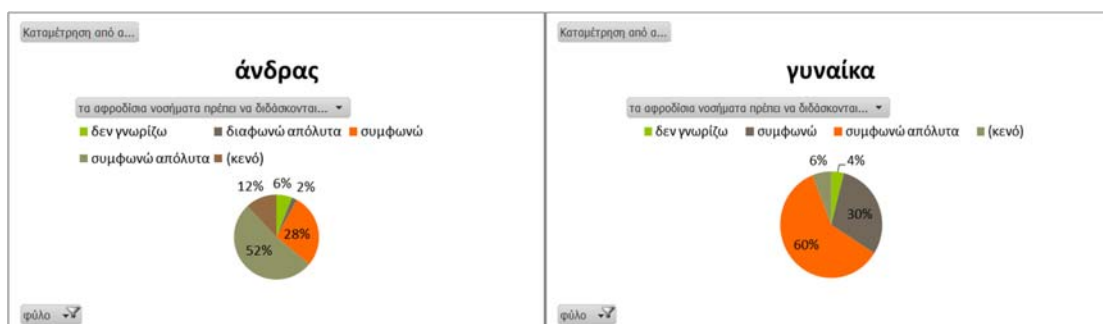 Καταμέτρηση από α...
άνδρας
τα αφροδίσια νοσήματα πρέπει να διδάσκονται...
δεν γνωρίζω διαφωνώ απόλυτα συμφωνώ
συμφωνώ απόλυτα (κενό)
12% 6% 2%
28%
52%
φύλο
Καταμέτρηση από α...
γυναίκα
τα αφροδίσια νοσήματα πρέπει να διδάσκονται...
δεν γνωρίζω συμφωνώ συμφωνώ απόλυτα (κενό)
6% 4%
30%
60%
φύλο